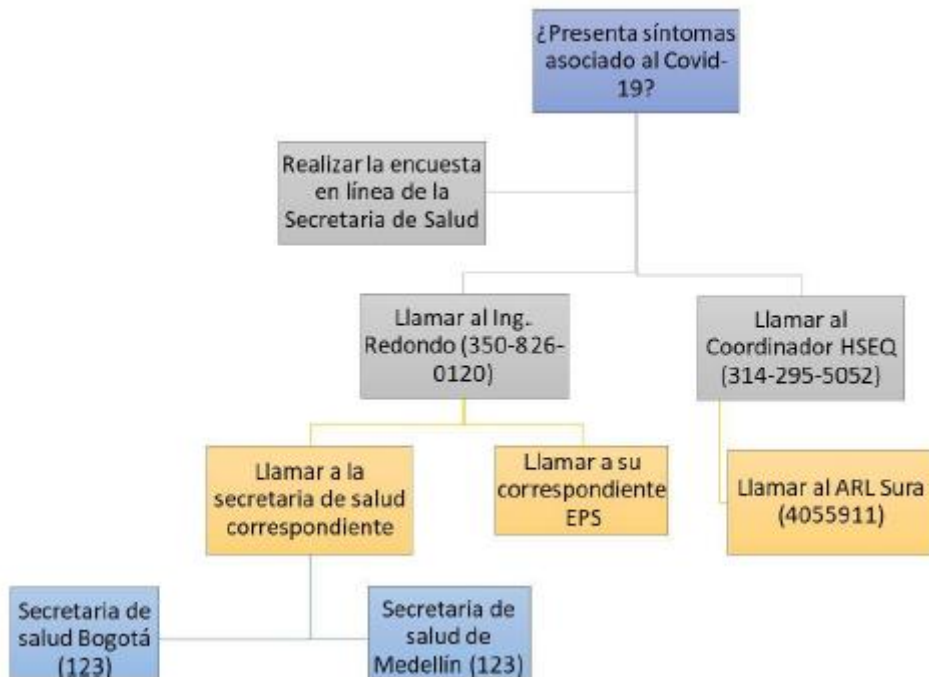 ¿Presenta síntomas
asociado al Covid-
19?
Realizar la encuesta
en línea de la
Secretaria de Salud
Llamar al Ing.
Redondo (350-826-
0120)
Llamar al
Coordinador HSEQ
(314-295-5052)
Llamar a la
secretaria de salud
correspondiente
Llamar a su
correspondiente
EPS
Llamar al ARL Sura
(4055911)
Secretaria de
salud Bogotá
(123)
Secretaria de
salud de
Medellín (123)